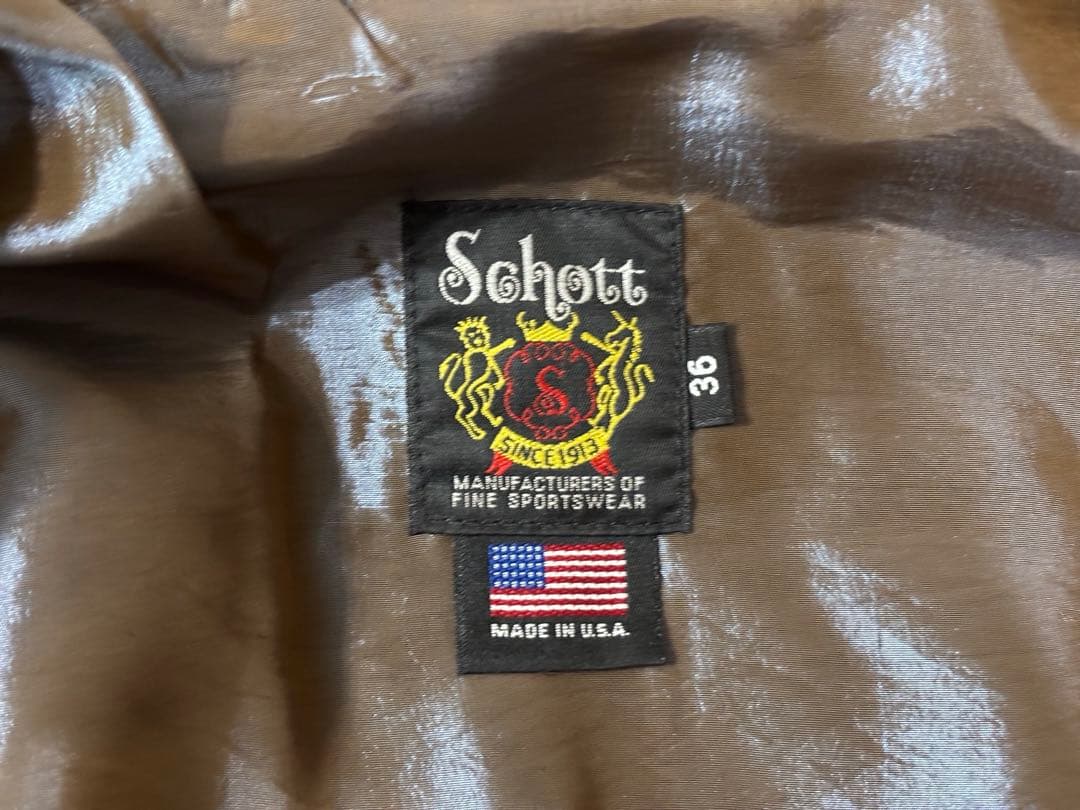 Schott
S
SINCE 1913
MANUFACTURERS OF
FINE SPORTSWEAR
36
MADE IN U.S.A.